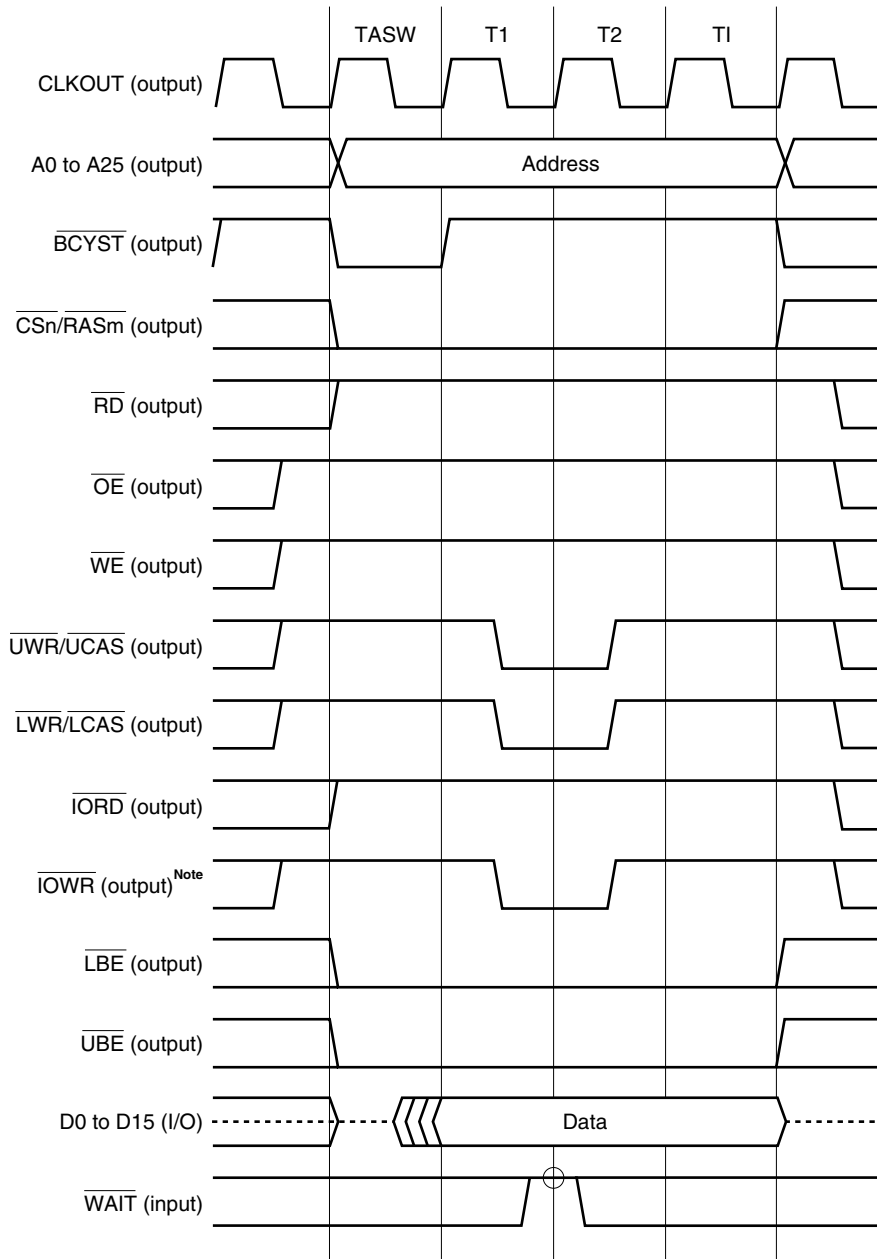 TASW T1 T2 TI
CLKOUT (output)
A0 to A25 (output) Address
BCYST (output)
CSn/RASm (output)
RD (output)
OE (output)
WE (output)
UWR/UCAS (output)
LWR/LCAS (output)
IORD (output)
IOWR (output)Note
LBE (output)
UBE (output)
D0 to D15 (I/O) Data
WAIT (input)